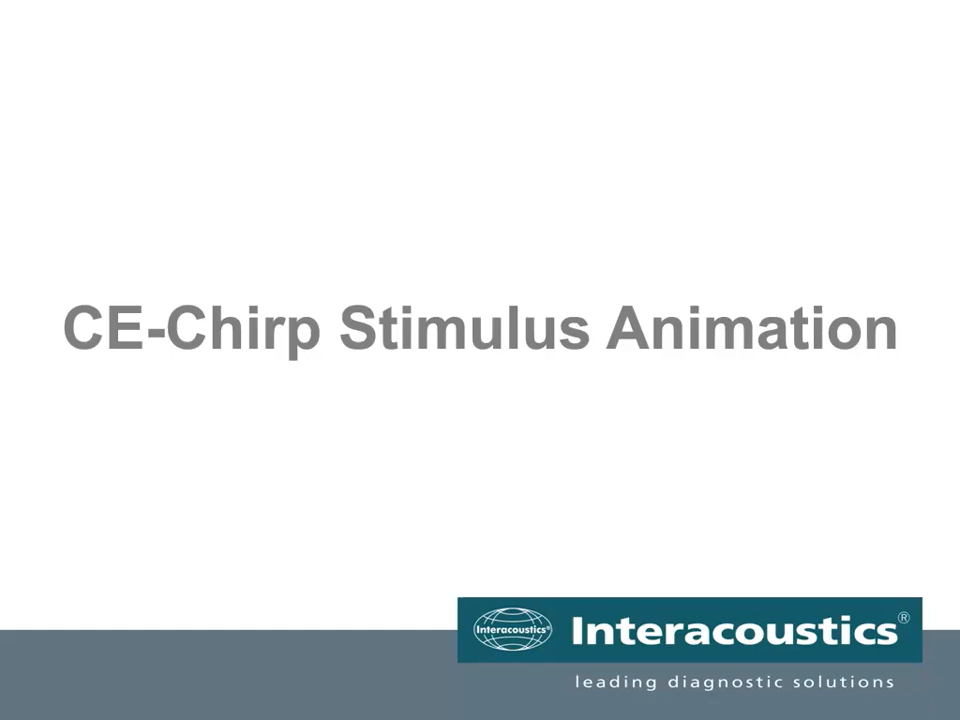 CE-Chirp Stimulus Animation
Interacoustics®
Interacoustics®
leading diagnostic solutions